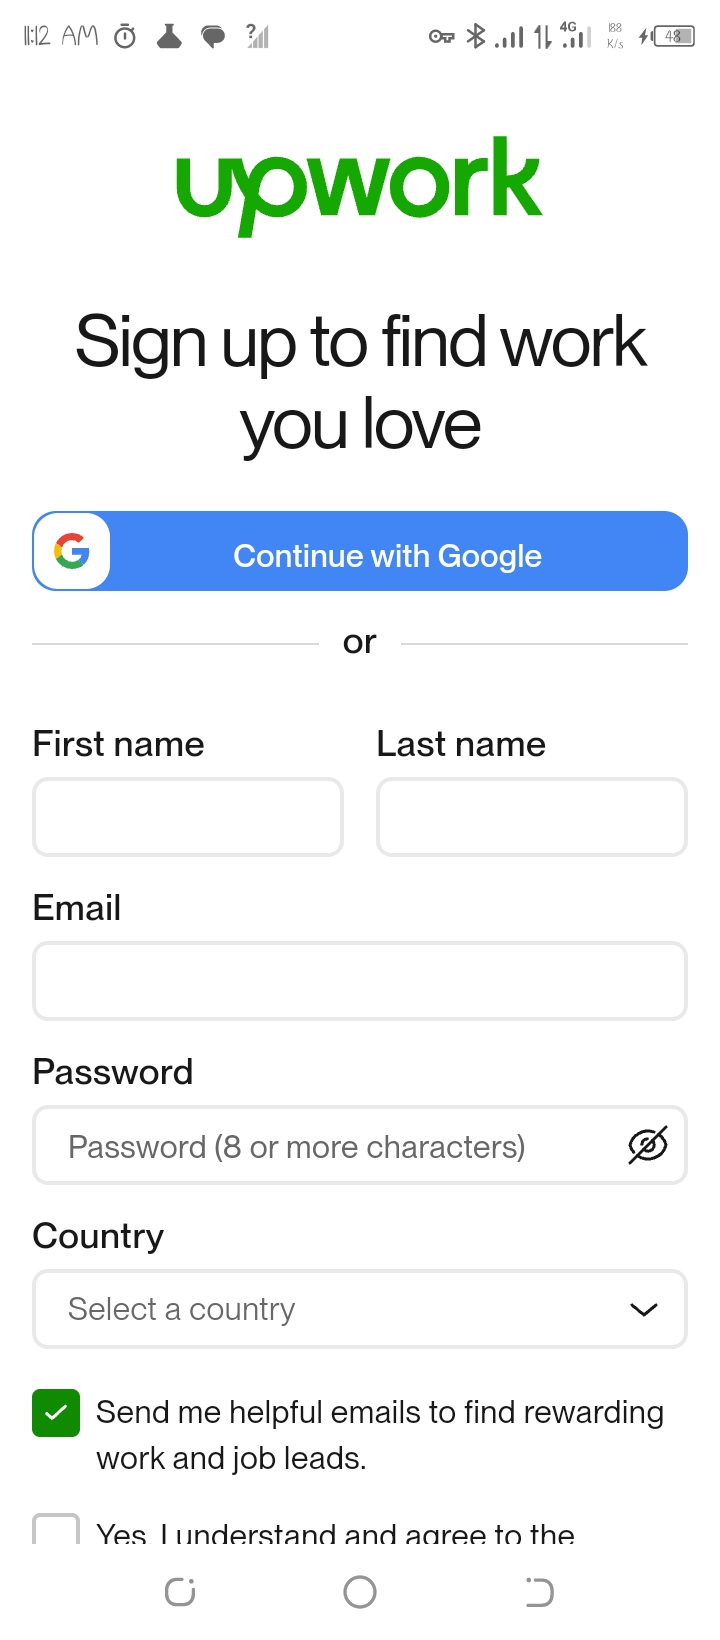 11:12 AM ? 4G 188 K/s 48
upwork
Sign up to find work
you love
G Continue with Google
or
First name Last name
Email
Password
Password (8 or more characters)
Country
Select a country
Send me helpful emails to find rewarding
work and job leads.
Yes, I understand and agree to the